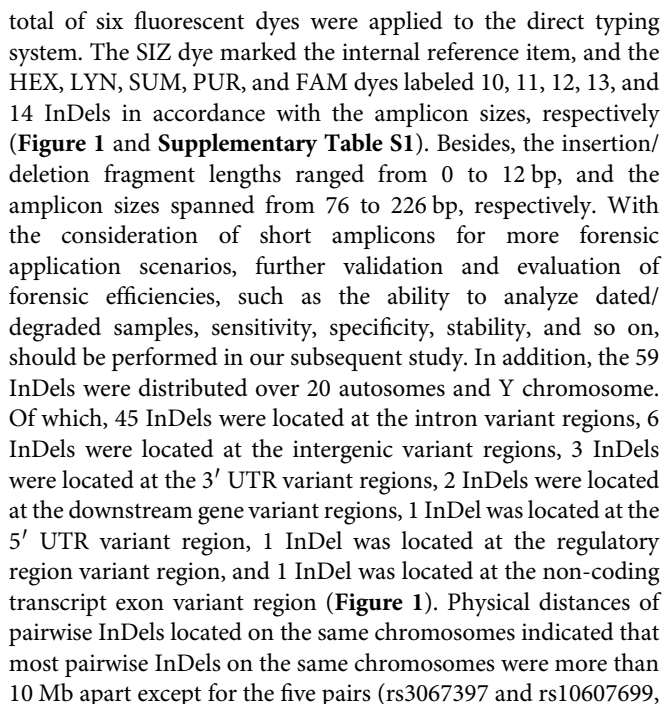 total of six fluorescent dyes were applied to the direct typing
system. The SIZ dye marked the internal reference item, and the
HEX, LYN, SUM, PUR, and FAM dyes labeled 10, 11, 12, 13, and
14 InDels in accordance with the amplicon sizes, respectively
(Figure 1 and Supplementary Table S1). Besides, the insertion/
deletion fragment lengths ranged from 0 to 12 bp, and the
amplicon sizes spanned from 76 to 226 bp, respectively. With
the consideration of short amplicons for more forensic
application scenarios, further validation and evaluation of
forensic efficiencies, such as the ability to analyze dated/
degraded samples, sensitivity, specificity, stability, and so on,
should be performed in our subsequent study. In addition, the 59
InDels were distributed over 20 autosomes and Y chromosome.
Of which, 45 InDels were located at the intron variant regions, 6
InDels were located at the intergenic variant regions, 3 InDels
were located at the 3′ UTR variant regions, 2 InDels were located
at the downstream gene variant regions, 1 InDel was located at the
5′ UTR variant region, 1 InDel was located at the regulatory
region variant region, and 1 InDel was located at the non-coding
transcript exon variant region (Figure 1). Physical distances of
pairwise InDels located on the same chromosomes indicated that
most pairwise InDels on the same chromosomes were more than
10 Mb apart except for the five pairs (rs3067397 and rs10607699,